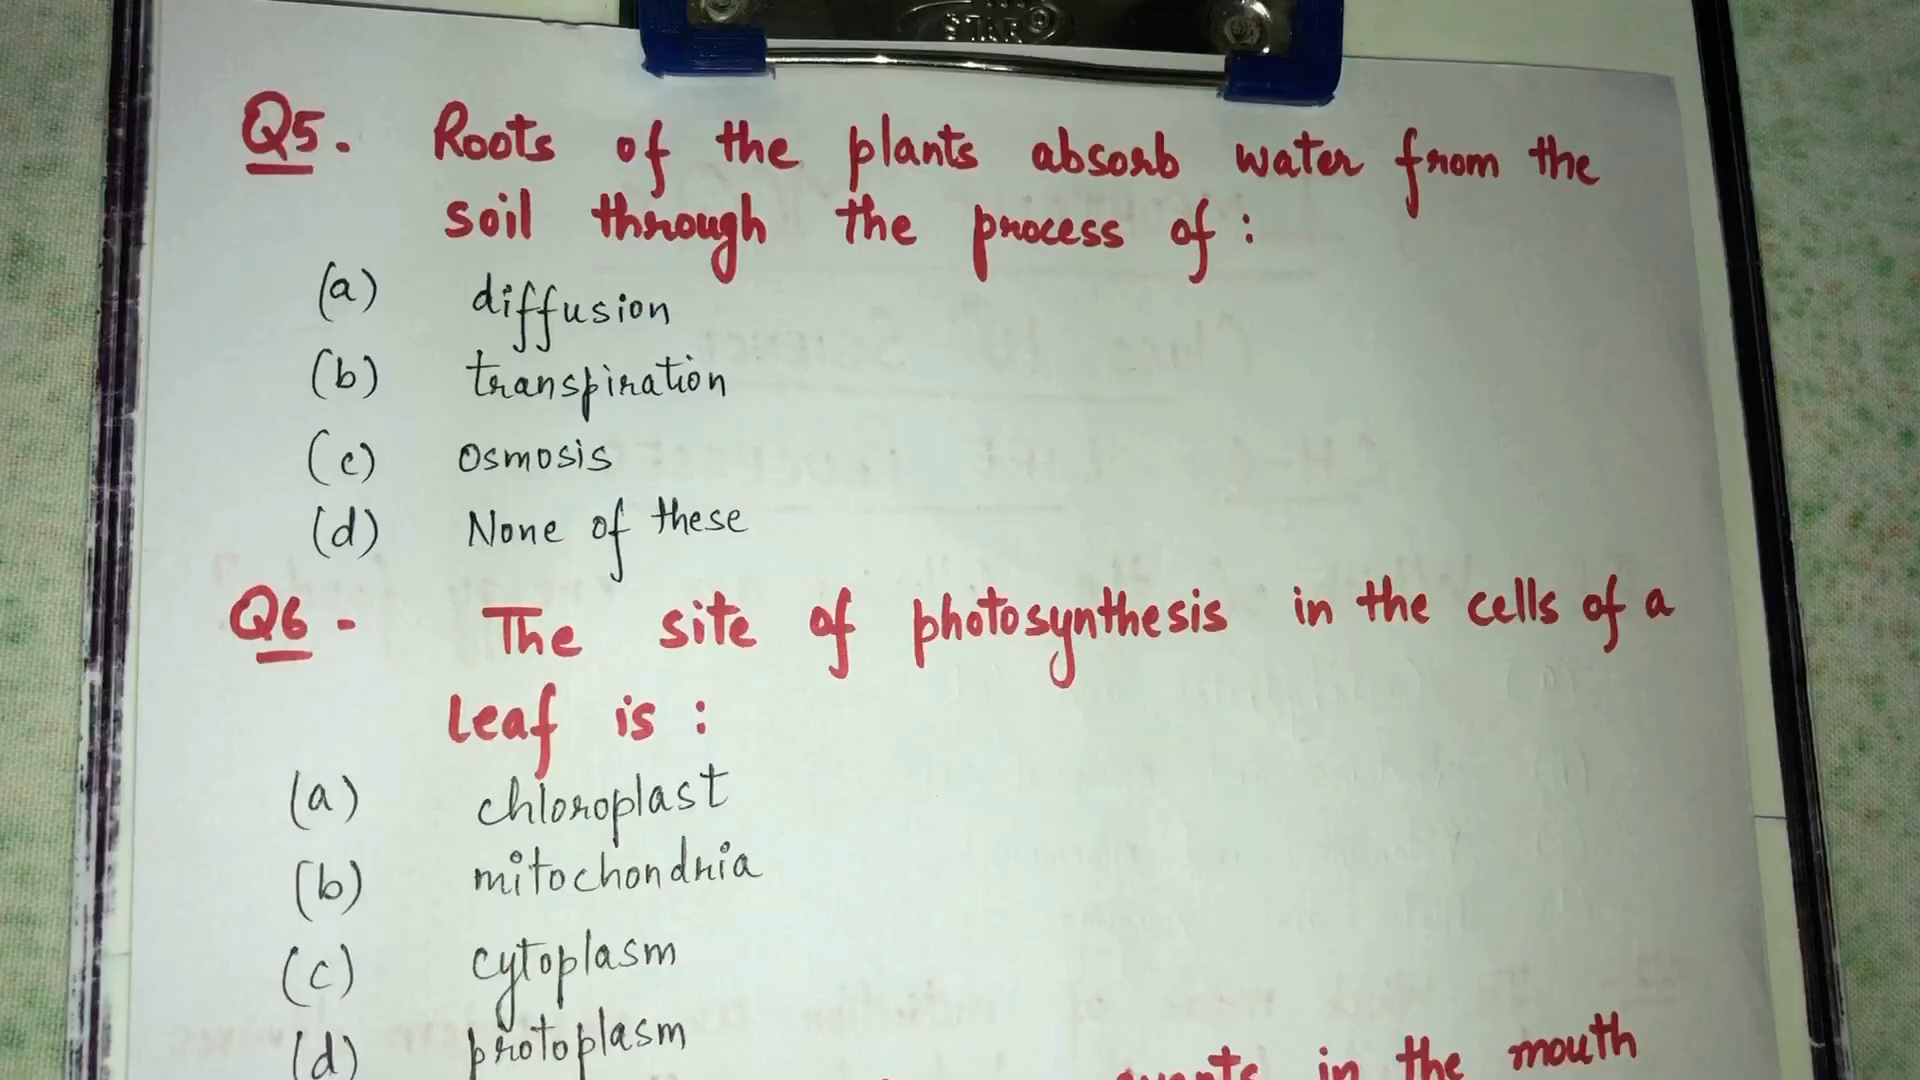 STAR
Q5. Roots of the plants absorb water from the
soil through the process of :
(a) diffusion
(b) transpiration
(c) osmosis
(d) None of these
Q6 - The site of photosynthesis in the cells of a
leaf is :
(a) chloroplast
(b) mitochondria
(c) cytoplasm
(d) protoplasm
events in the mouth